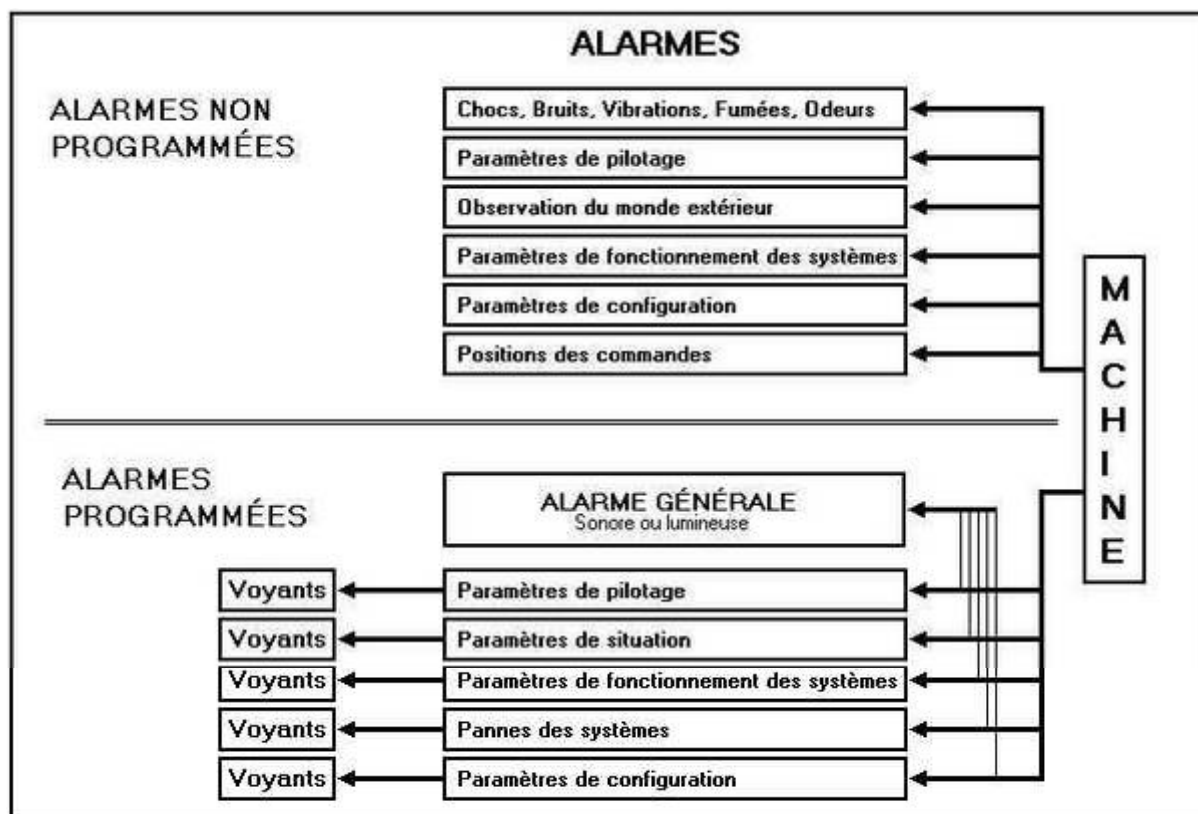 ALARMES
ALARMES NON
PROGRAMMÉES
Chocs, Bruits, Vibrations, Fumées, Odeurs
Paramètres de pilotage
Observation du monde extérieur
Paramètres de fonctionnement des systèmes
Paramètres de configuration
Positions des commandes
MACHINE
ALARMES
PROGRAMMÉES
ALARME GÉNÉRALE
Sonore ou lumineuse
Voyants Paramètres de pilotage
Voyants Paramètres de situation
Voyants Paramètres de fonctionnement des systèmes
Voyants Pannes des systèmes
Voyants Paramètres de configuration